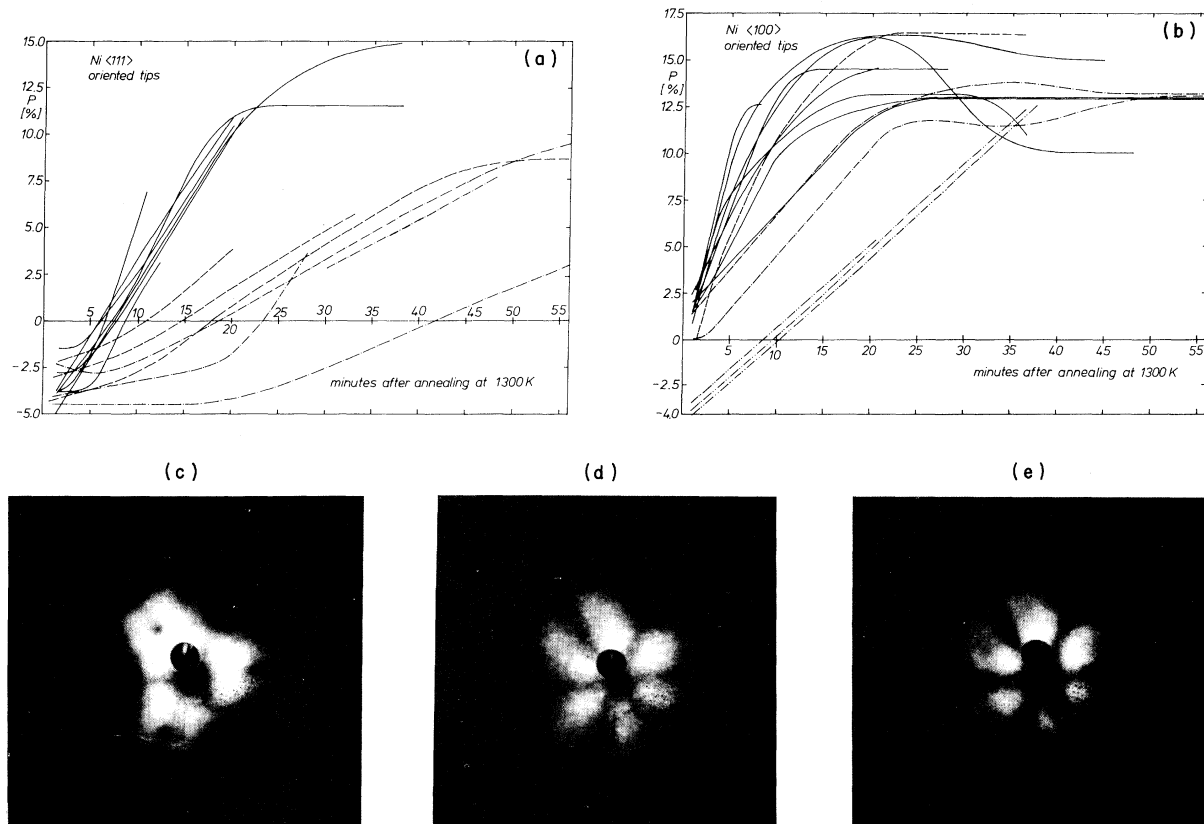 15.0
12.5
10.0
7.5
5.0
2.5
0
-2.5
-5.0
P
[%]
Ni <111>
oriented tips
(a)
5 10 15 20 25 30 35 40 45 50 55
minutes after annealing at 1300 K
17.5
15.0
12.5
10.0
7.5
5.0
2.5
0
-2.5
-4.0
P
[%]
Ni <100>
oriented tips
(b)
5 10 15 20 25 30 35 40 45 50 55
minutes after annealing at 1300 K
(c)
(d)
(e)